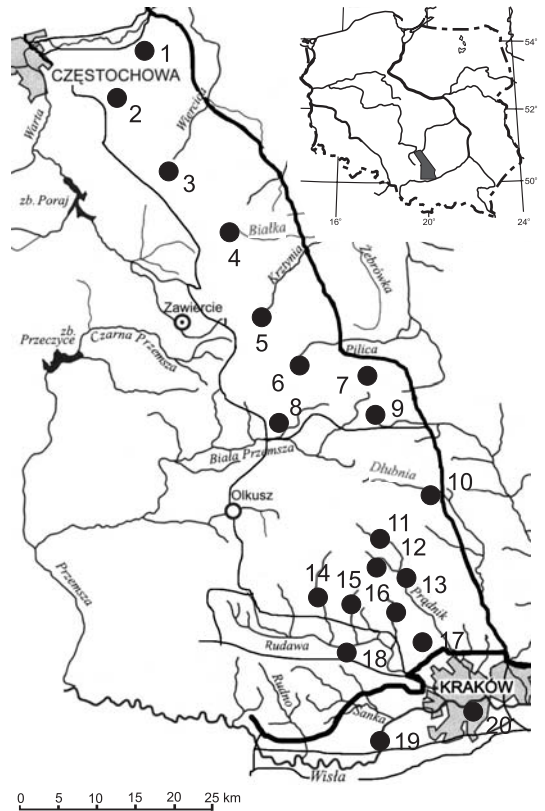 1
CZĘSTOCHOWA
2
Warta
Wiercica
3
zb. Poraj
4
Białka
Krztynia
Żebrówka
Zawiercie
5
zb.
Przeczyce
Czarna Przemsza
6
Pilica
7
8
9
Biała Przemsza
Dłubnia
10
Olkusz
11
12
13
14
15
16
Prądnik
Przemsza
17
Rudawa
18
KRAKÓW
Rudno
Sanka
20
19
Wisła
0 5 10 15 20 25 km
54°
52°
50°
16°
20°
24°